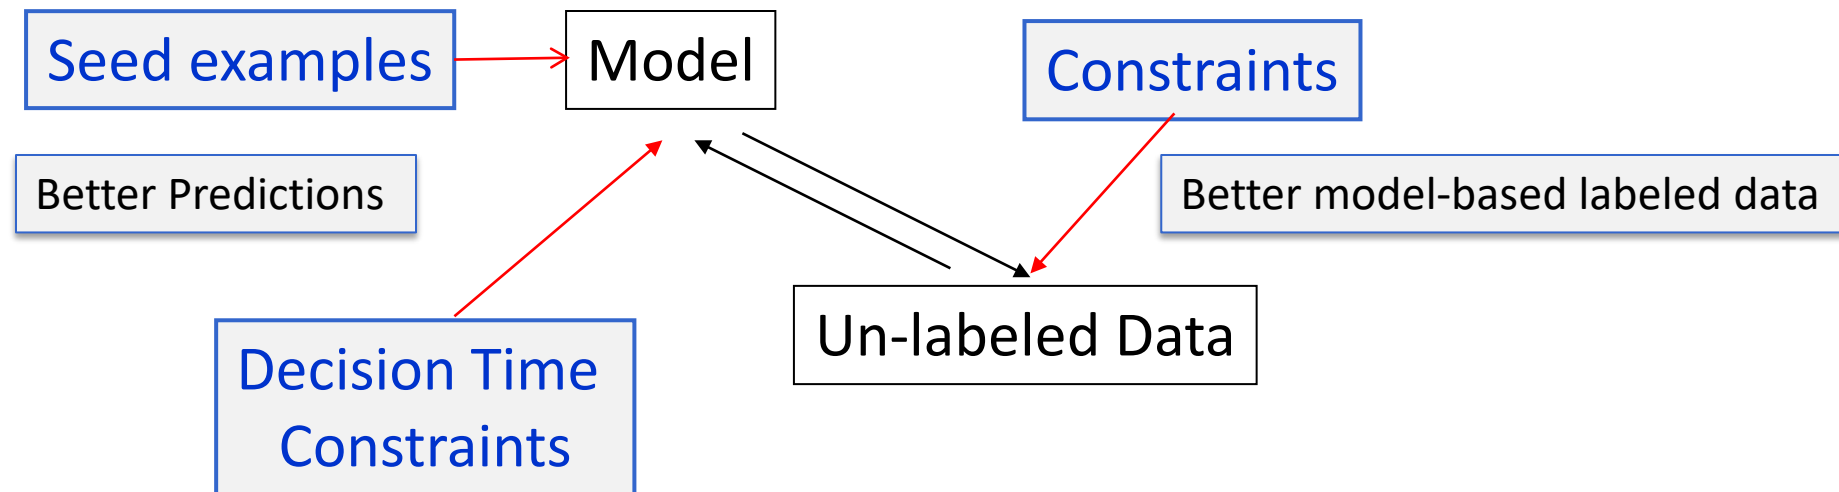 Seed examples
Model
Constraints
Better Predictions
Better model-based labeled data
Un-labeled Data
Decision Time
Constraints